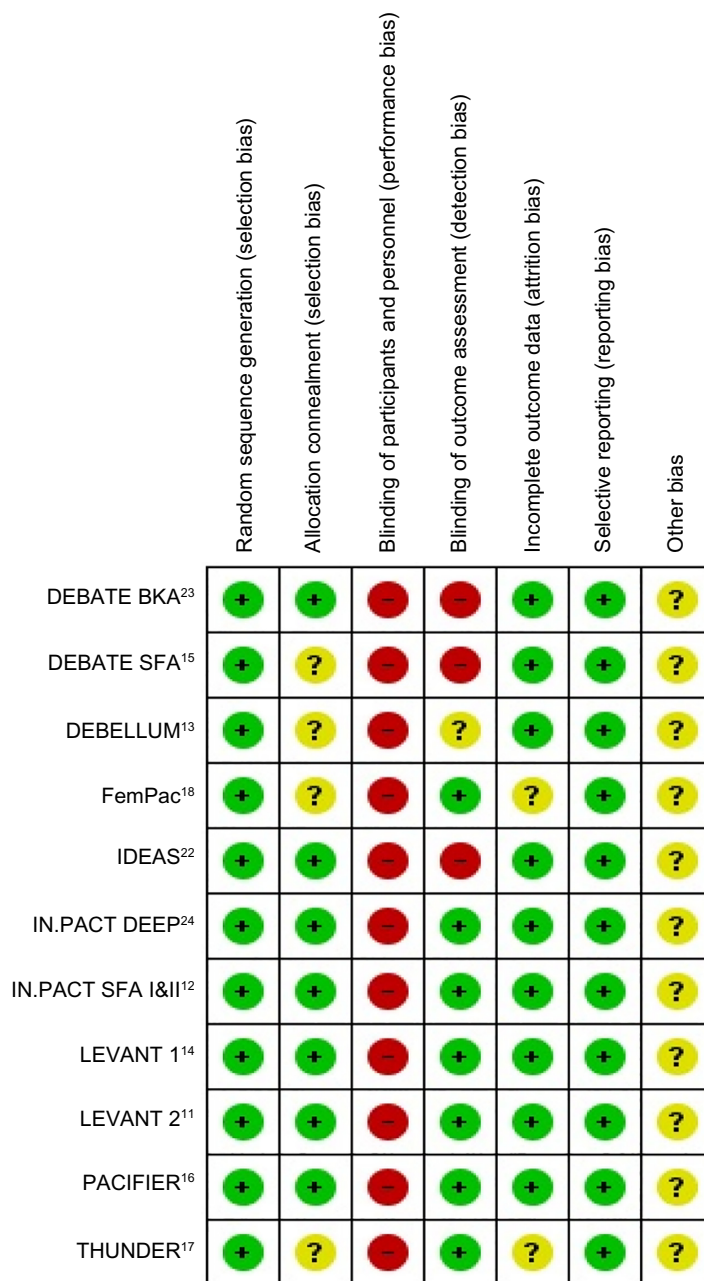 Random sequence generation (selection bias)
Allocation connealment (selection bias)
Blinding of participants and personnel (performance bias)
Blinding of outcome assessment (detection bias)
Incomplete outcome data (attrition bias)
Selective reporting (reporting bias)
Other bias
DEBATE BKA²³ + + - - + + ?
DEBATE SFA¹⁵ + ? - - + + ?
DEBELLUM¹³ + ? - ? + + ?
FemPac¹⁸ + ? - + ? + ?
IDEAS²² + + - - + + ?
IN.PACT DEEP²⁴ + + - + + + ?
IN.PACT SFA I&II¹² + + - + + + ?
LEVANT 1¹⁴ + + - + + + ?
LEVANT 2¹¹ + + - + + + ?
PACIFIER¹⁶ + + - + + + ?
THUNDER¹⁷ + ? - + ? + ?